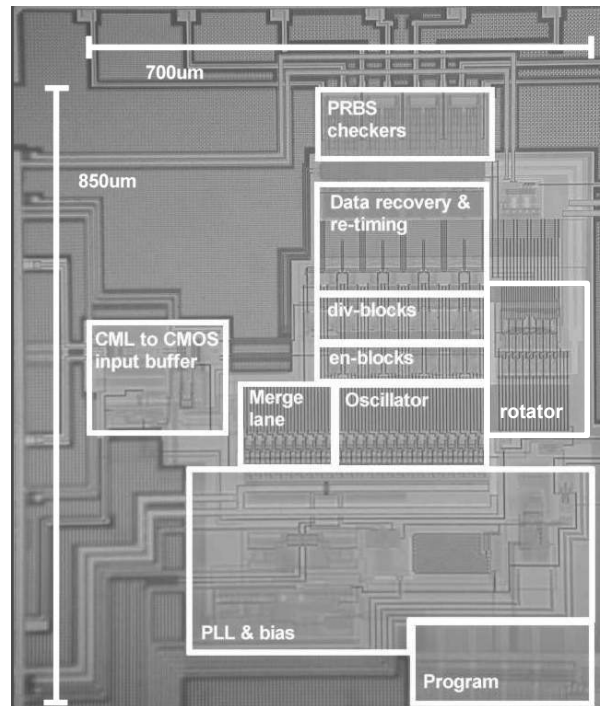 700um
PRBS
checkers
850um
Data recovery &
re-timing
div-blocks
CML to CMOS
input buffer
en-blocks
Merge
lane
Oscillator
rotator
PLL & bias
Program